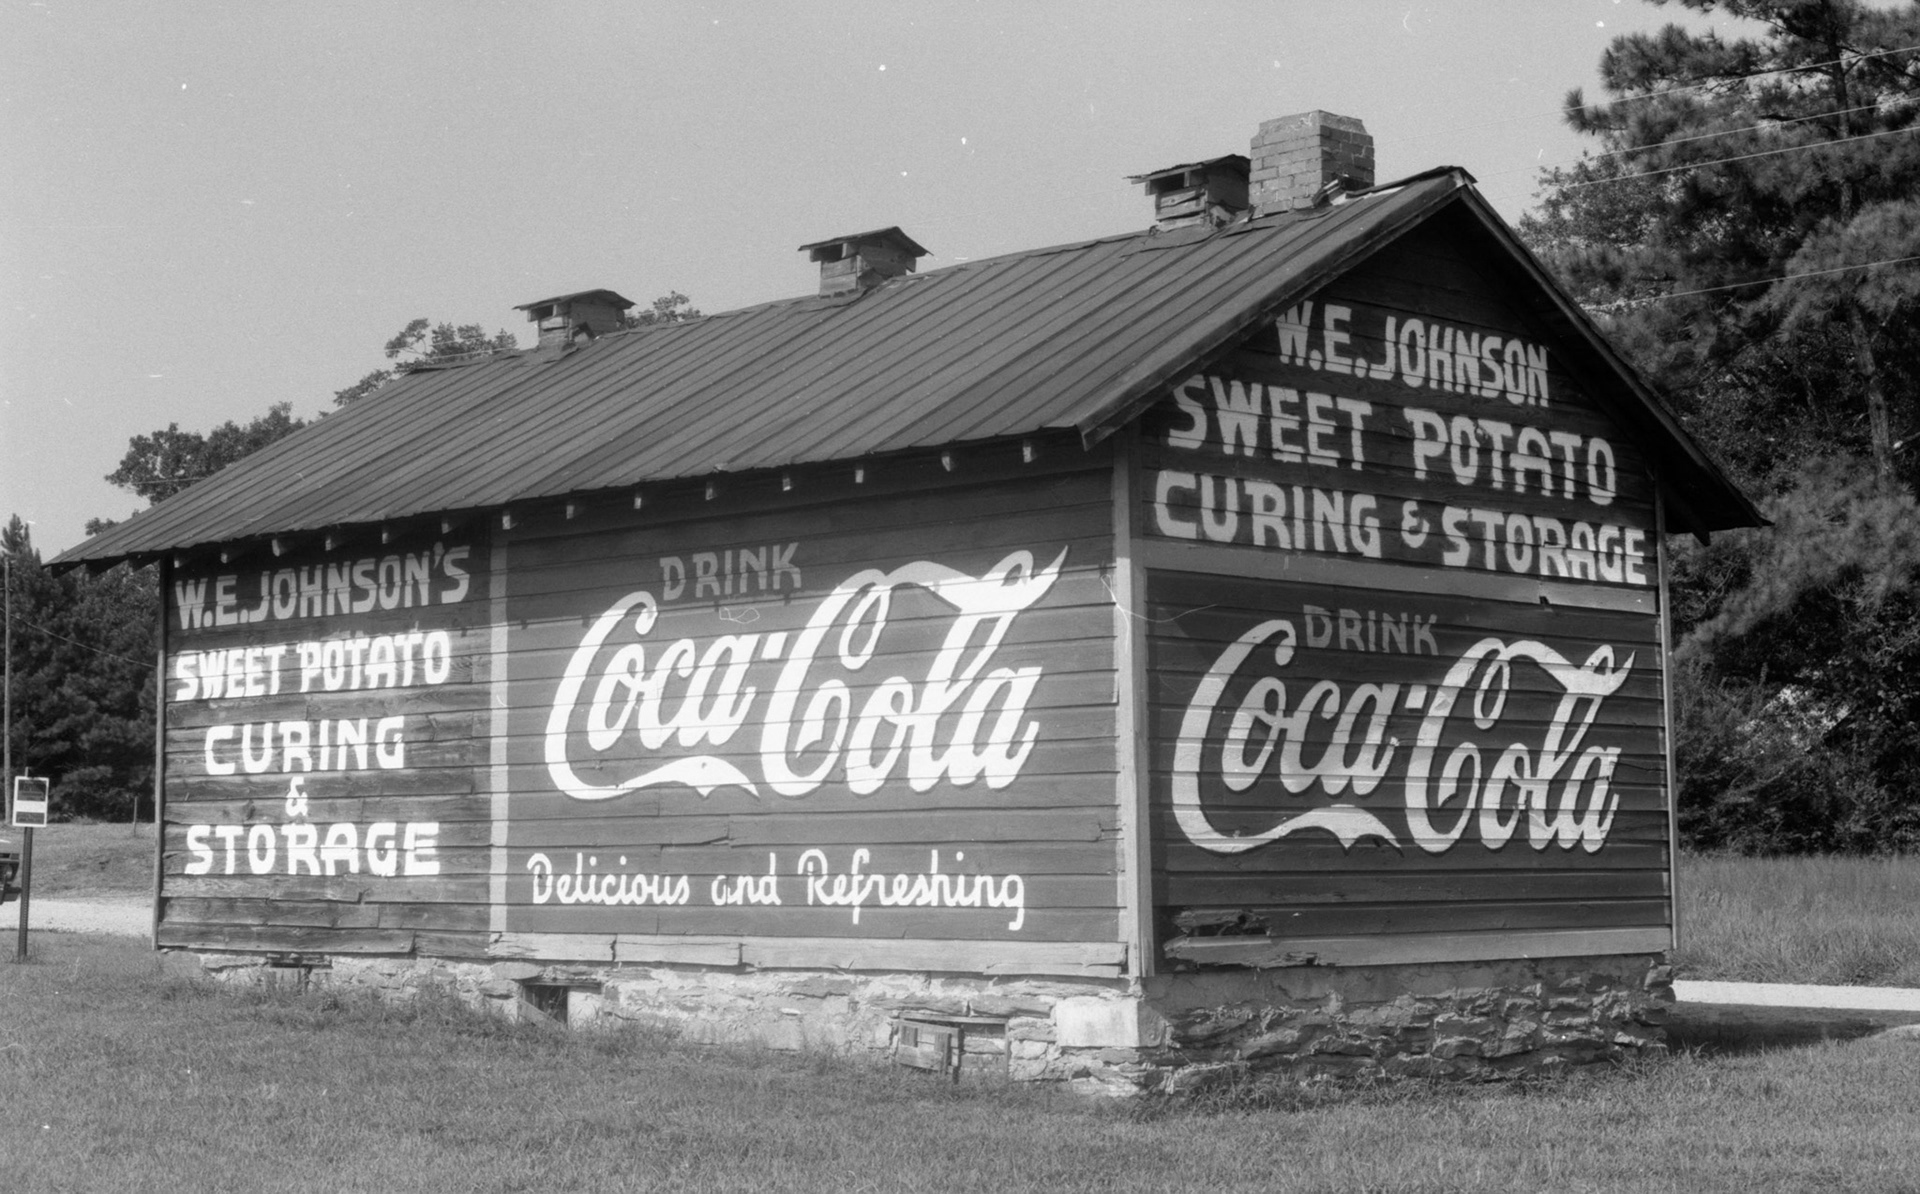 W.E.JOHNSON'S
SWEET POTATO
CURING
&
STORAGE
DRINK
Coca-Cola
Delicious and Refreshing
W.E.JOHNSON
SWEET POTATO
CURING & STORAGE
DRINK
Coca-Cola